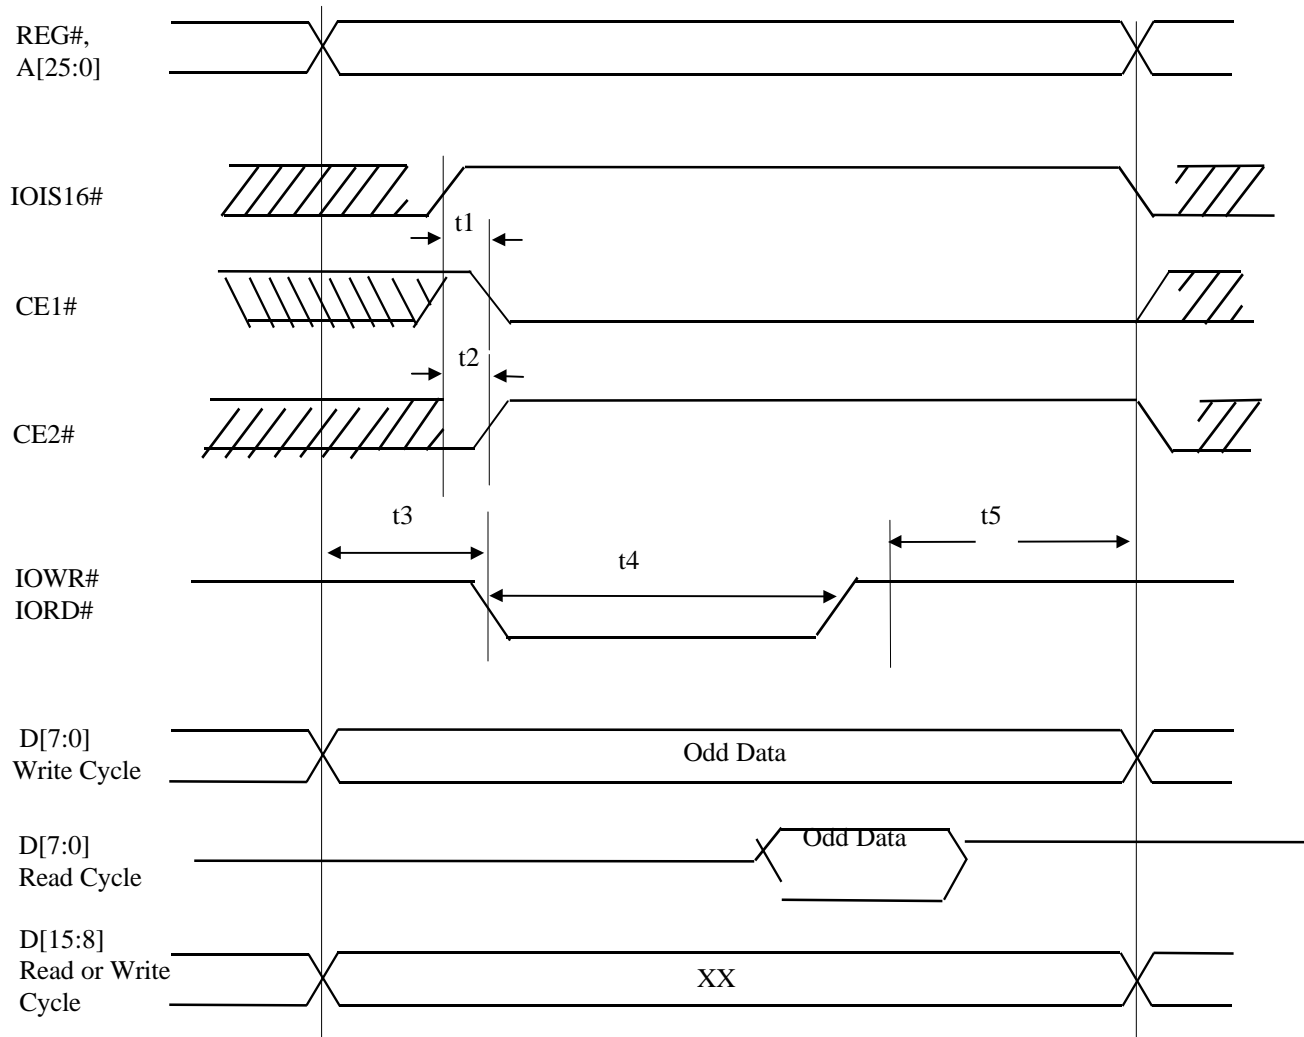 REG#,
A[25:0]
IOIS16#
t1
CE1#
t2
CE2#
t3
t5
t4
IOWR#
IORD#
D[7:0]
Write Cycle
Odd Data
D[7:0]
Read Cycle
Odd Data
D[15:8]
Read or Write
Cycle
XX